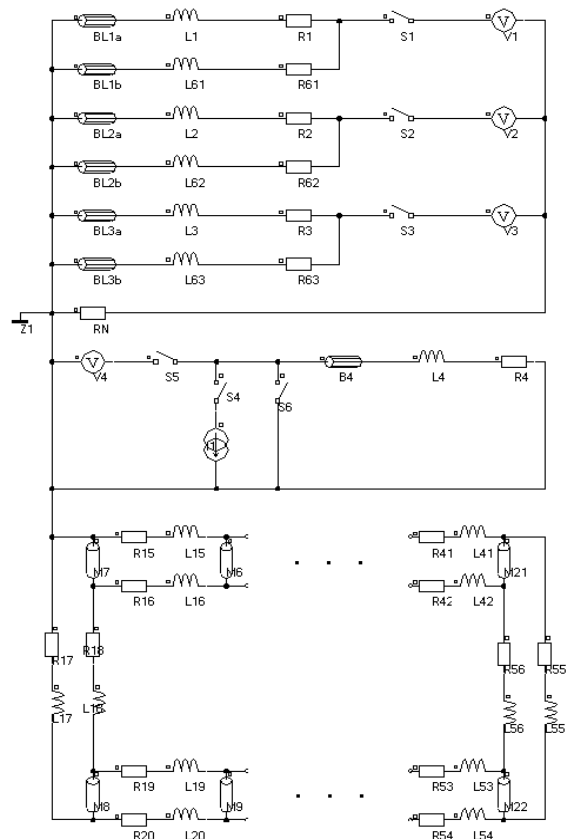 BL1a L1 R1 S1 V1
BL1b L61 R61
BL2a L2 R2 S2 V2
BL2b L62 R62
BL3a L3 R3 S3 V3
BL3b L63 R63
Z1 RN
V4 S5 B4 L4 R4
S4 S6
V
M7 R15 L15 M6 R41 L41 M21
R16 L16 R42 L42
R17 R18 R56 R55
L17 L18 L56 L55
M8 R19 L19 M9 R53 L53 M22
R20 L20 R54 L54